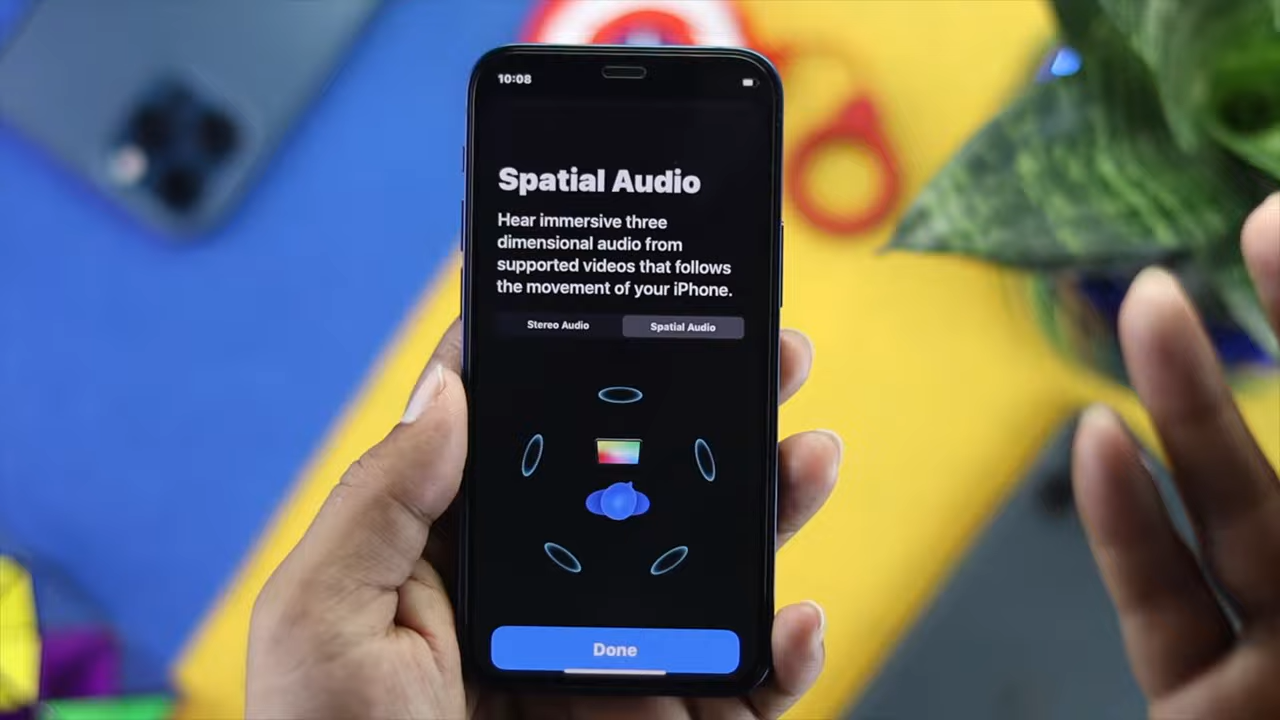 10:08
Spatial Audio
Hear immersive three
dimensional audio from
supported videos that follows
the movement of your iPhone.
Stereo Audio
Spatial Audio
Done